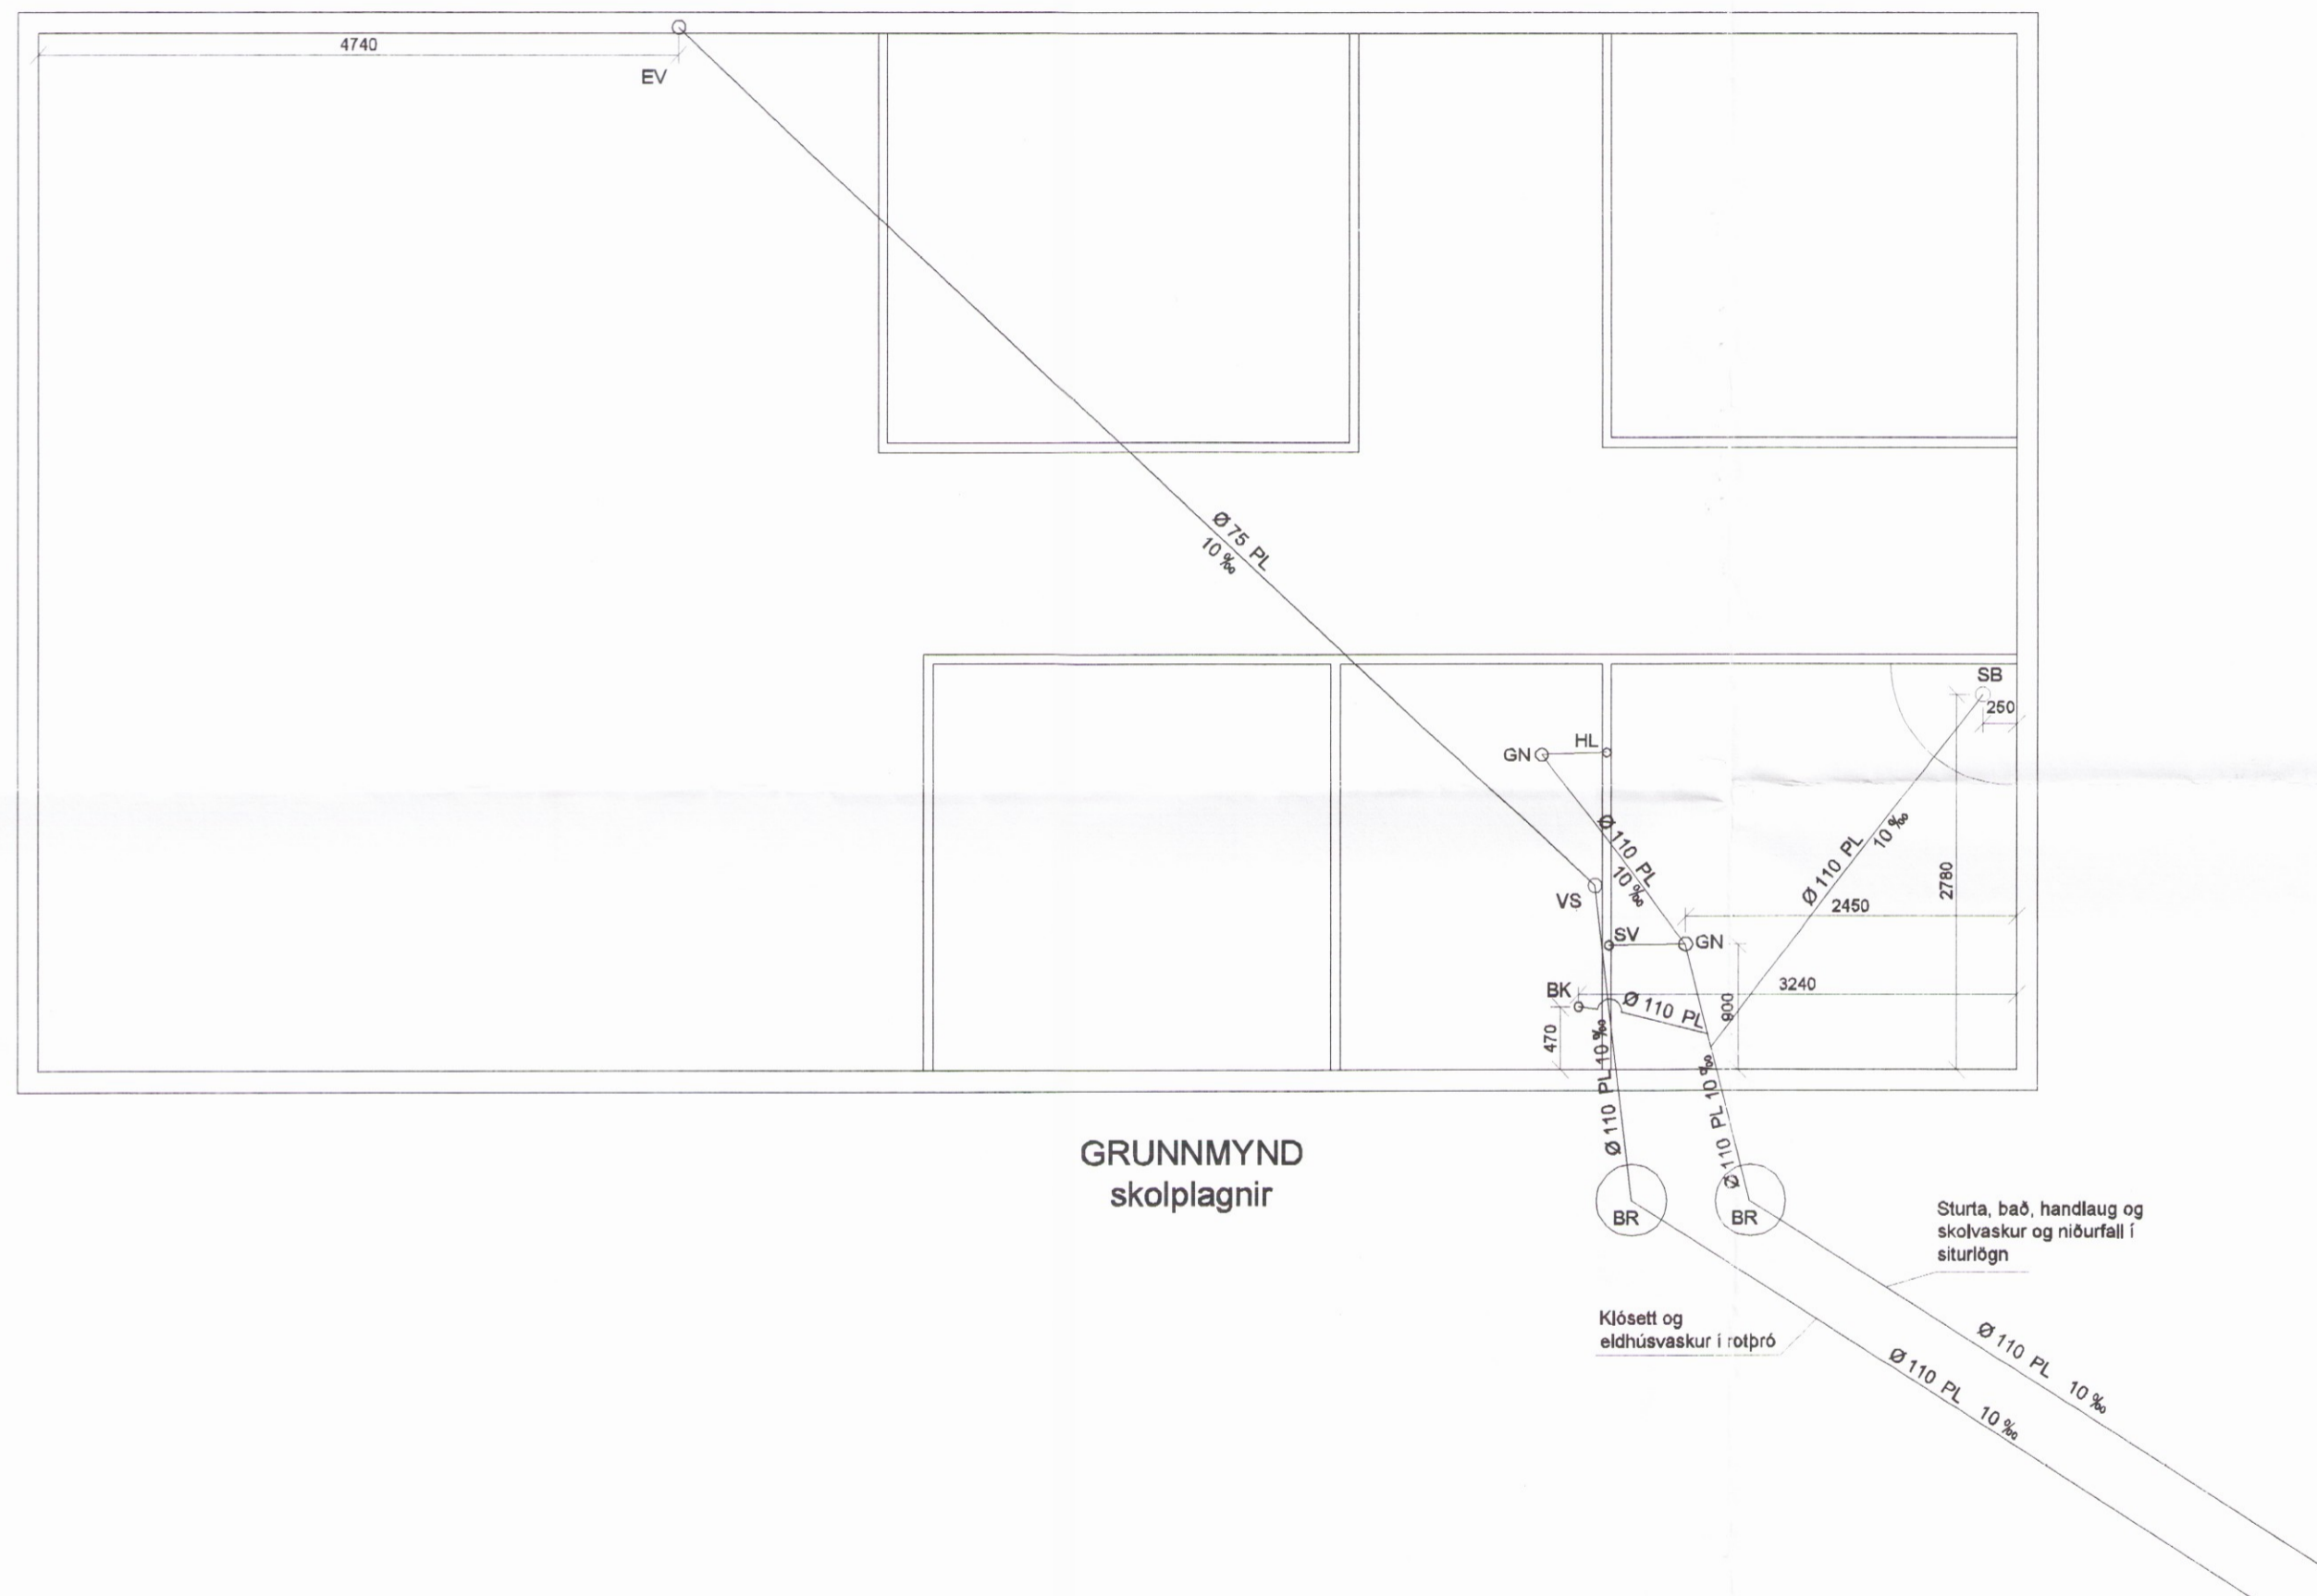 4740
EV
Ø 75 PL
10 ‰
SB
250
HL
GN
Ø 110 PL
10 ‰
Ø 110 PL
10 ‰
2780
VS
2450
SV
GN
3240
BK
Ø 110 PL
900
470
Ø 110 PL 10 ‰
Ø 110 PL 10 ‰
GRUNNMYND
skolplagnir
BR
BR
Sturta, bað, handlaug og
skolvaskur og niðurfall í
siturlögn
Klósett og
eldhúsvaskur í rotþró
Ø 110 PL 10 ‰
Ø 110 PL 10 ‰